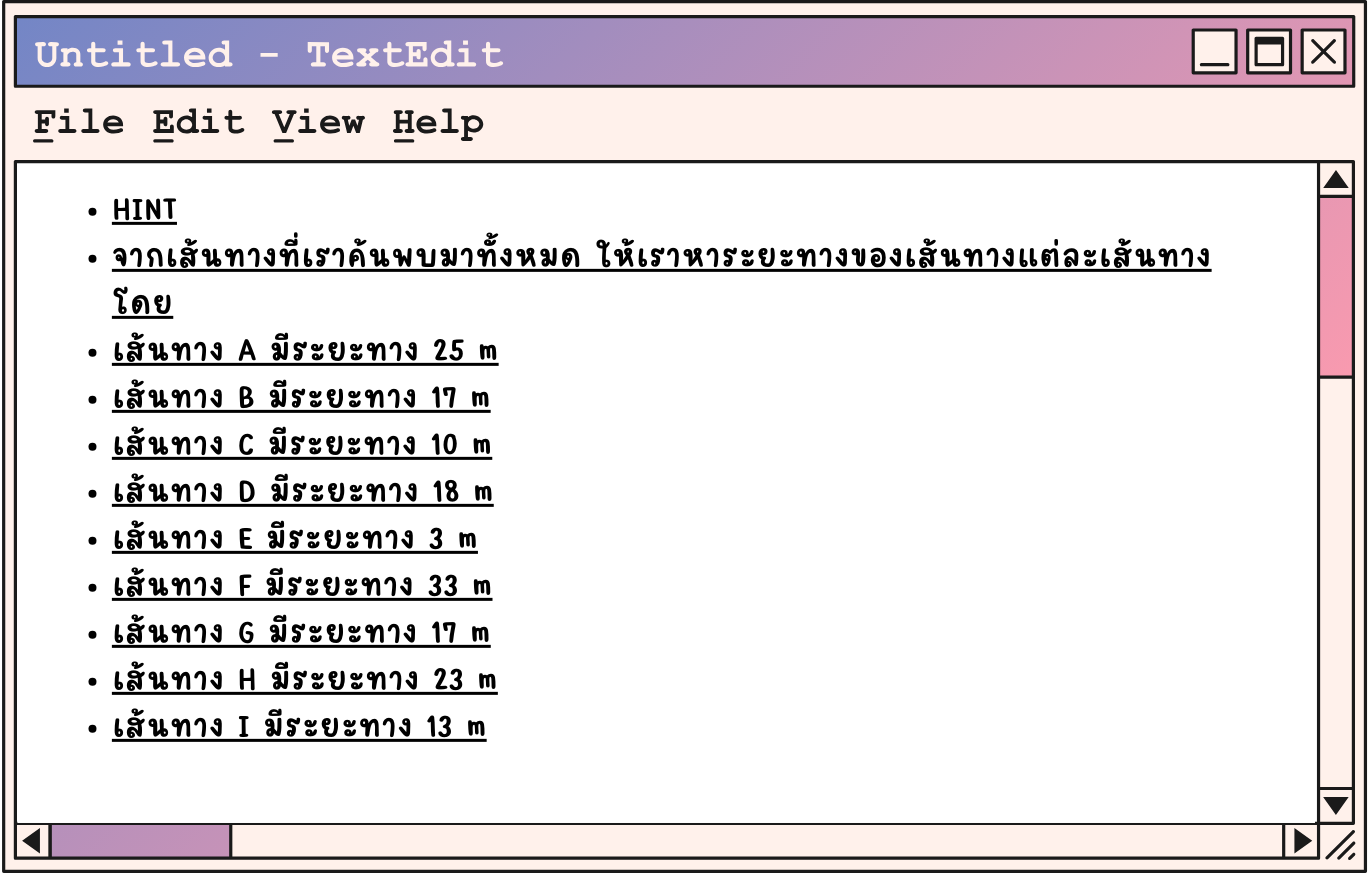 Untitled - TextEdit
File Edit View Help
• HINT
• จากเส้นทางที่เราค้นพบมาทั้งหมด ให้เราหาระยะทางของเส้นทางแต่ละเส้นทาง
โดย
• เส้นทาง A มีระยะทาง 25 m
• เส้นทาง B มีระยะทาง 17 m
• เส้นทาง C มีระยะทาง 10 m
• เส้นทาง D มีระยะทาง 18 m
• เส้นทาง E มีระยะทาง 3 m
• เส้นทาง F มีระยะทาง 33 m
• เส้นทาง G มีระยะทาง 17 m
• เส้นทาง H มีระยะทาง 23 m
• เส้นทาง I มีระยะทาง 13 m